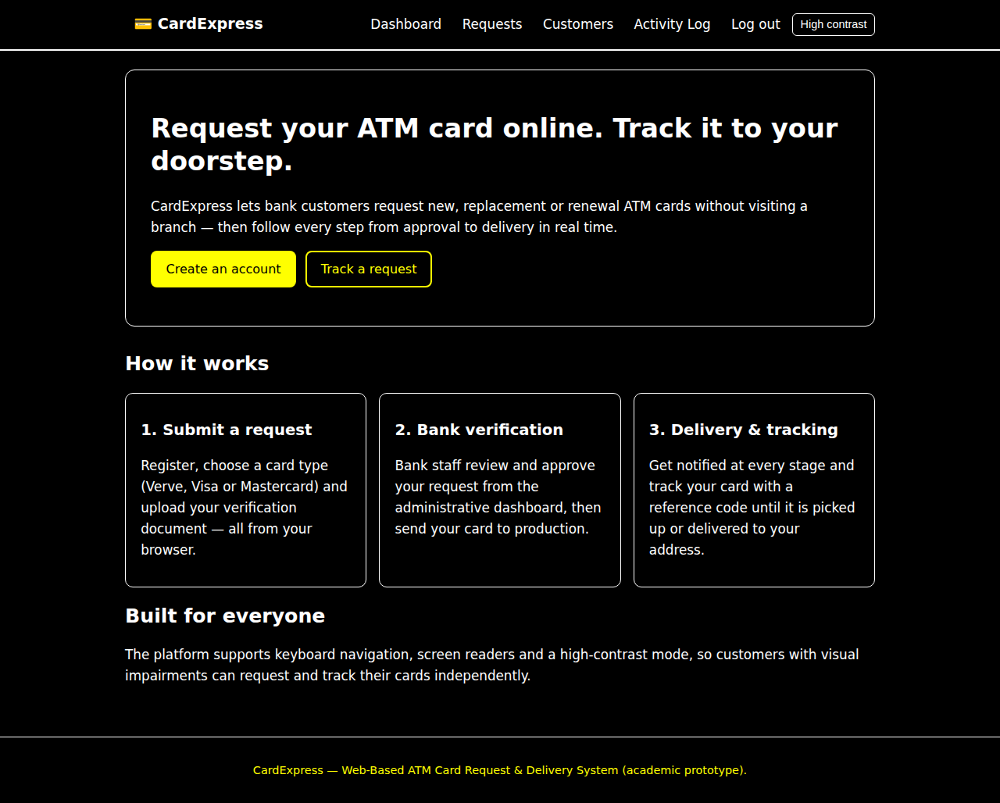 CardExpress
Dashboard Requests Customers Activity Log Log out High contrast
Request your ATM card online. Track it to your
doorstep.
CardExpress lets bank customers request new, replacement or renewal ATM cards without visiting a
branch — then follow every step from approval to delivery in real time.
Create an account Track a request
How it works
1. Submit a request
Register, choose a card type
(Verve, Visa or Mastercard) and
upload your verification
document — all from your
browser.
2. Bank verification
Bank staff review and approve
your request from the
administrative dashboard, then
send your card to production.
3. Delivery & tracking
Get notified at every stage and
track your card with a
reference code until it is picked
up or delivered to your
address.
Built for everyone
The platform supports keyboard navigation, screen readers and a high-contrast mode, so customers with visual
impairments can request and track their cards independently.
CardExpress — Web-Based ATM Card Request & Delivery System (academic prototype).